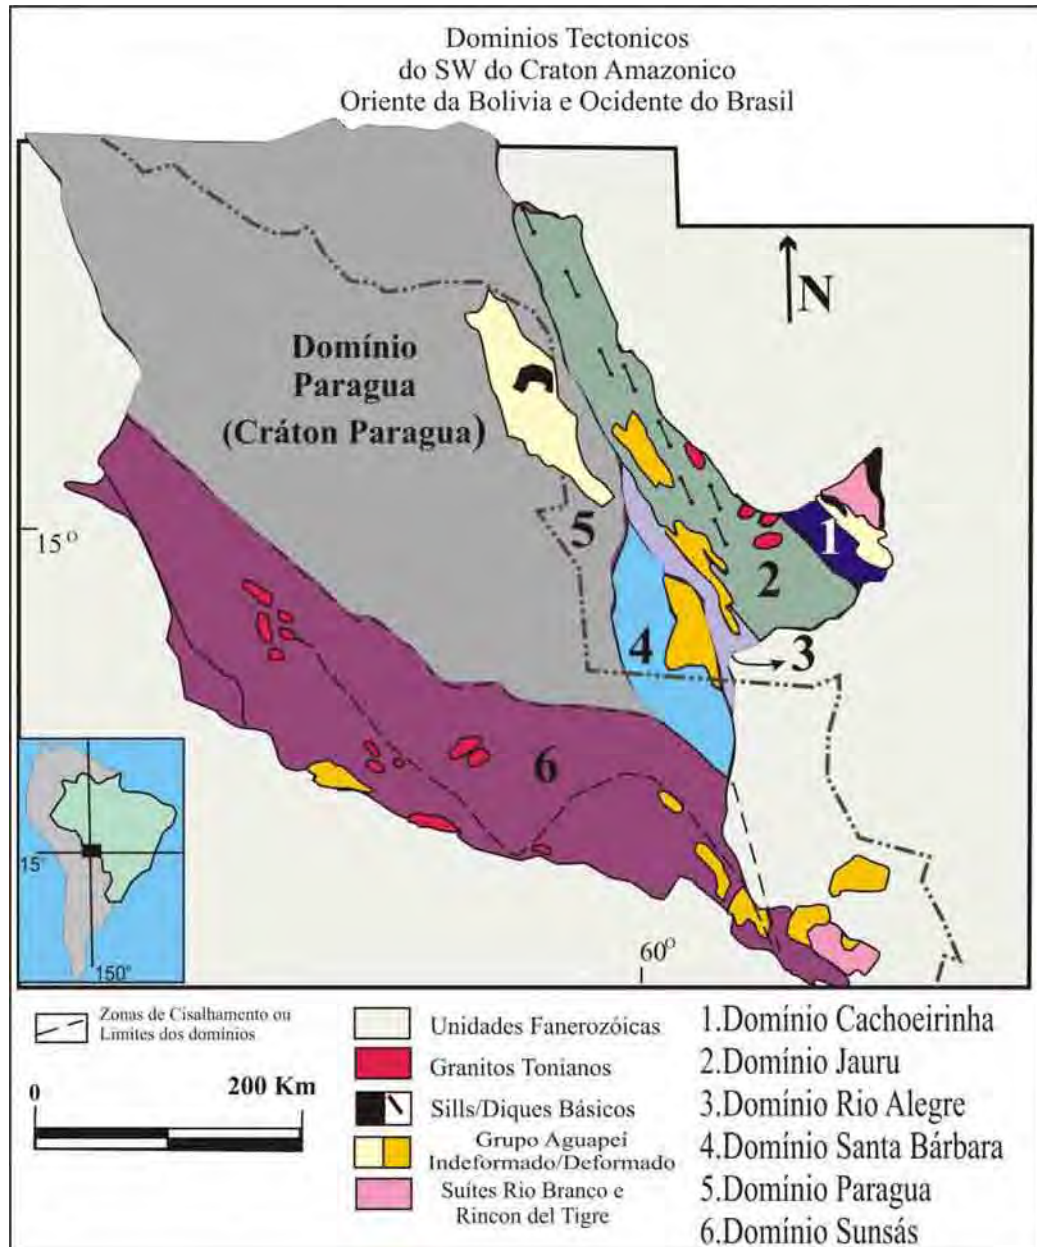 Dominios Tectonicos
do SW do Craton Amazonico
Oriente da Bolivia e Ocidente do Brasil
N
Domínio
Paragua
(Cráton Paragua)
15°
5
1
2
4
3
6
15°
150°
60°
Zonas de Cisalhamento ou
Limites dos domínios
0
200 Km
Unidades Fanerozóicas
Granitos Tonianos
Sills/Diques Básicos
Grupo Aguapeí
Indeformado/Deformado
Suítes Rio Branco e
Rincon del Tigre
1.Domínio Cachoeirinha
2.Domínio Jauru
3.Domínio Rio Alegre
4.Domínio Santa Bárbara
5.Domínio Paragua
6.Domínio Sunsás